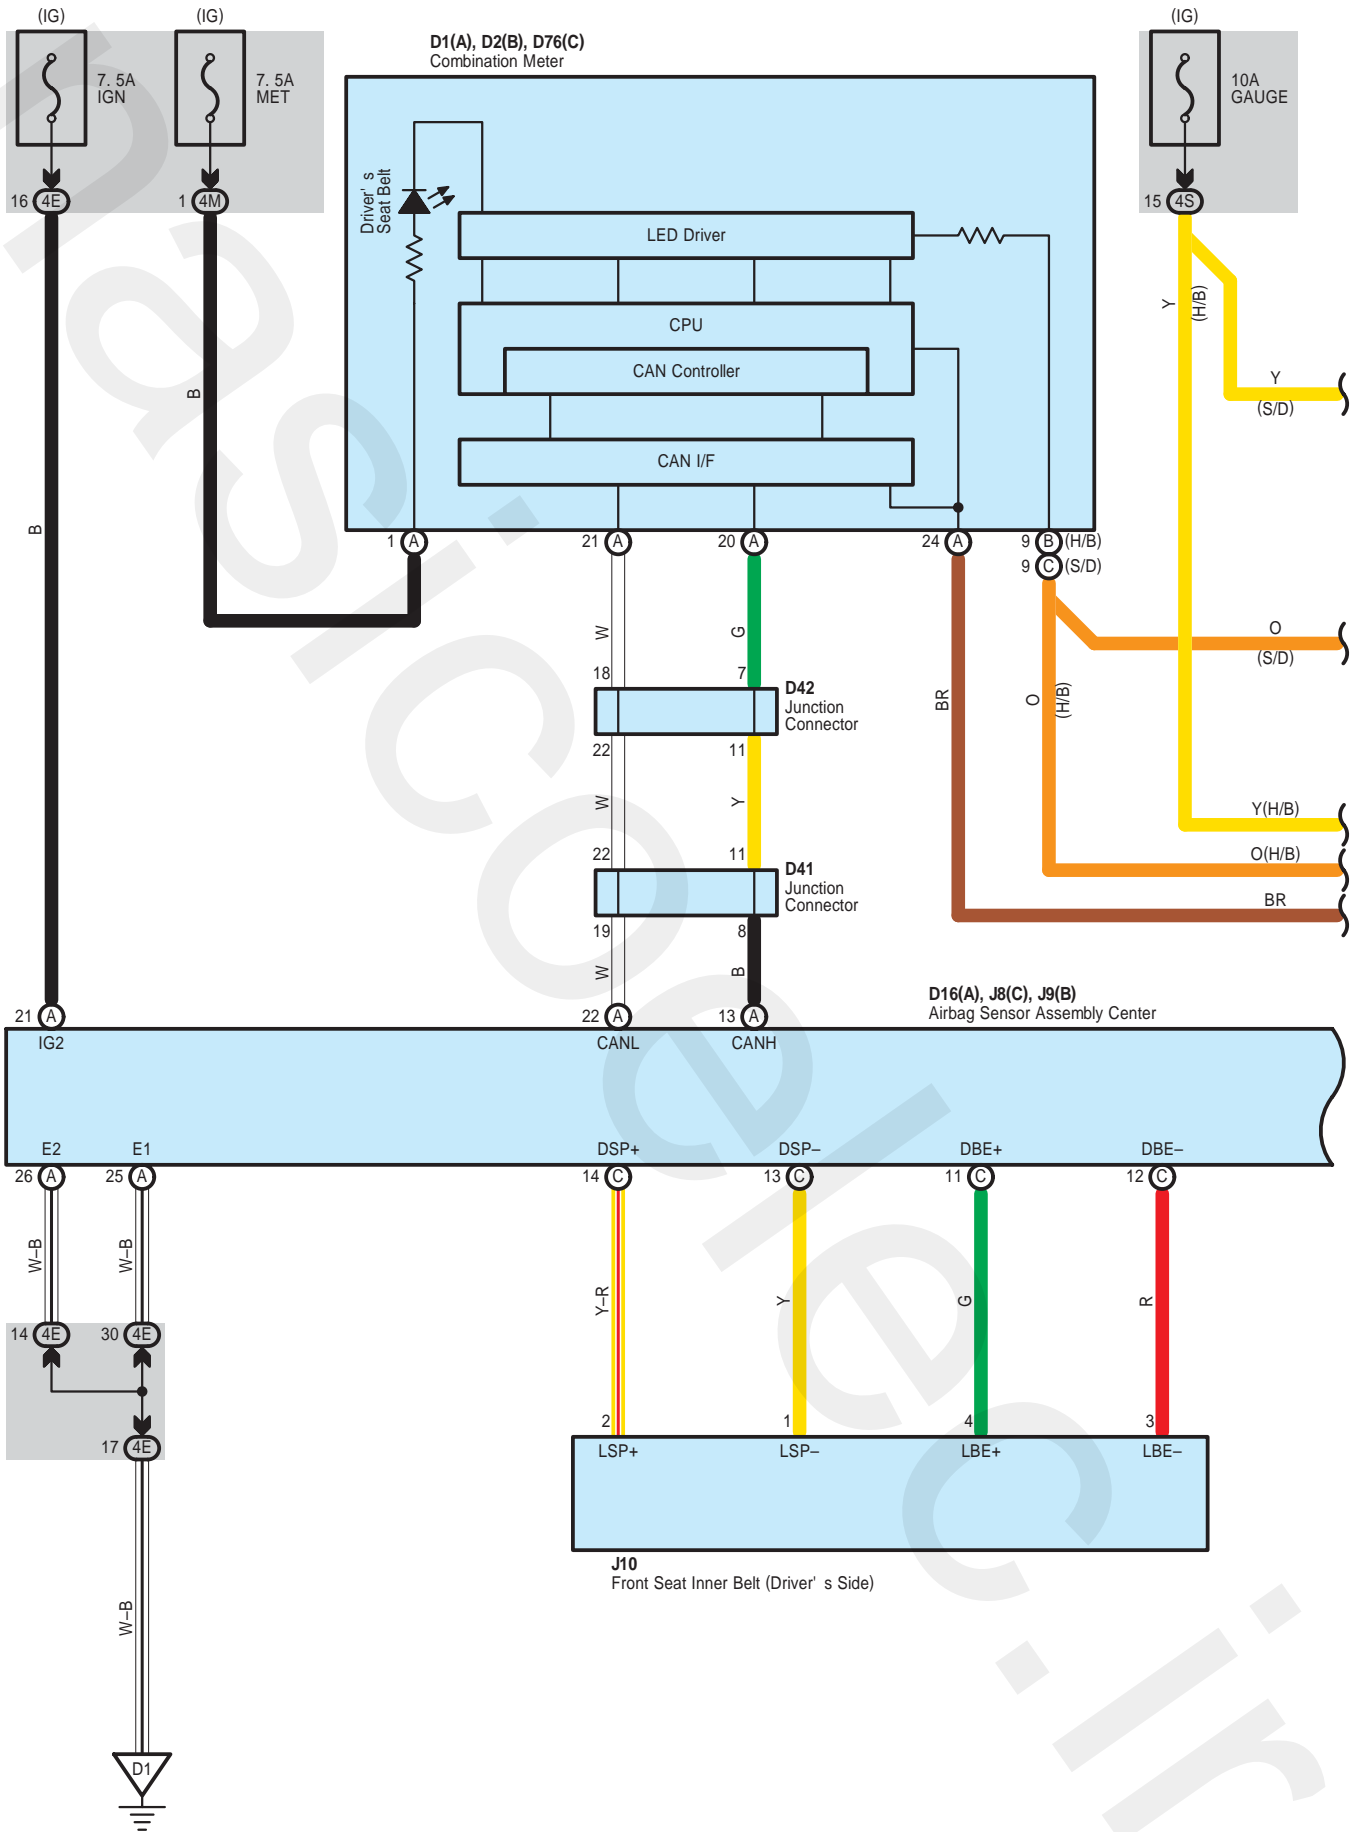 (IG)
(IG)
(IG)
7. 5A
IGN
7. 5A
MET
10A
GAUGE
16 4E
1 4M
15 4S
D1(A), D2(B), D76(C)
Combination Meter
Driver' s
Seat Belt
LED Driver
CPU
CAN Controller
CAN I/F
Y
(H/B)
Y
(S/D)
B
B
1 A
21 A
20 A
24 A
9 B (H/B)
9 C (S/D)
W
G
O
(S/D)
BR
O
(H/B)
18
7
D42
Junction
Connector
22
11
W
Y
Y(H/B)
O(H/B)
BR
22
11
D41
Junction
Connector
19
8
W
B
D16(A), J8(C), J9(B)
Airbag Sensor Assembly Center
21 A
22 A
13 A
IG2
CANL
CANH
E2
E1
DSP+
DSP–
DBE+
DBE–
26 A
25 A
14 C
13 C
11 C
12 C
W–B
W–B
Y–R
Y
G
R
14 4E
30 4E
17 4E
2
1
4
3
LSP+
LSP–
LBE+
LBE–
J10
Front Seat Inner Belt (Driver' s Side)
W–B
D1